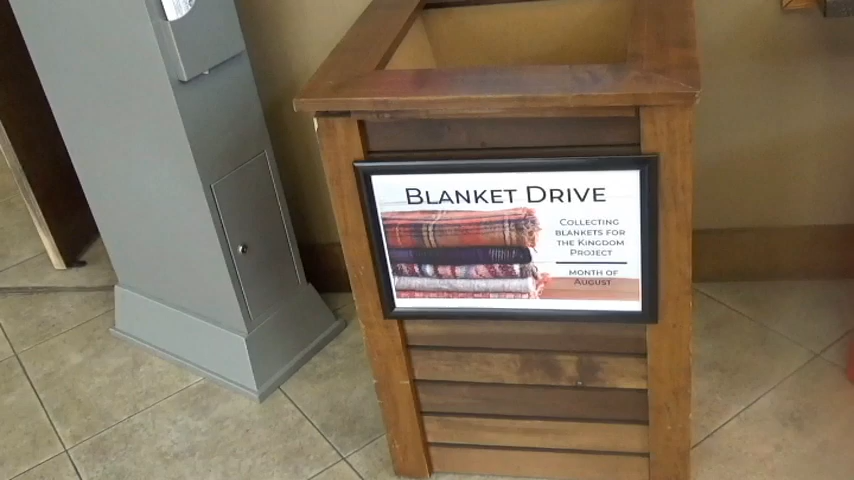 BLANKET DRIVE
COLLECTING
BLANKETS FOR
THE KINGDOM
PROJECT
MONTH OF
AUGUST